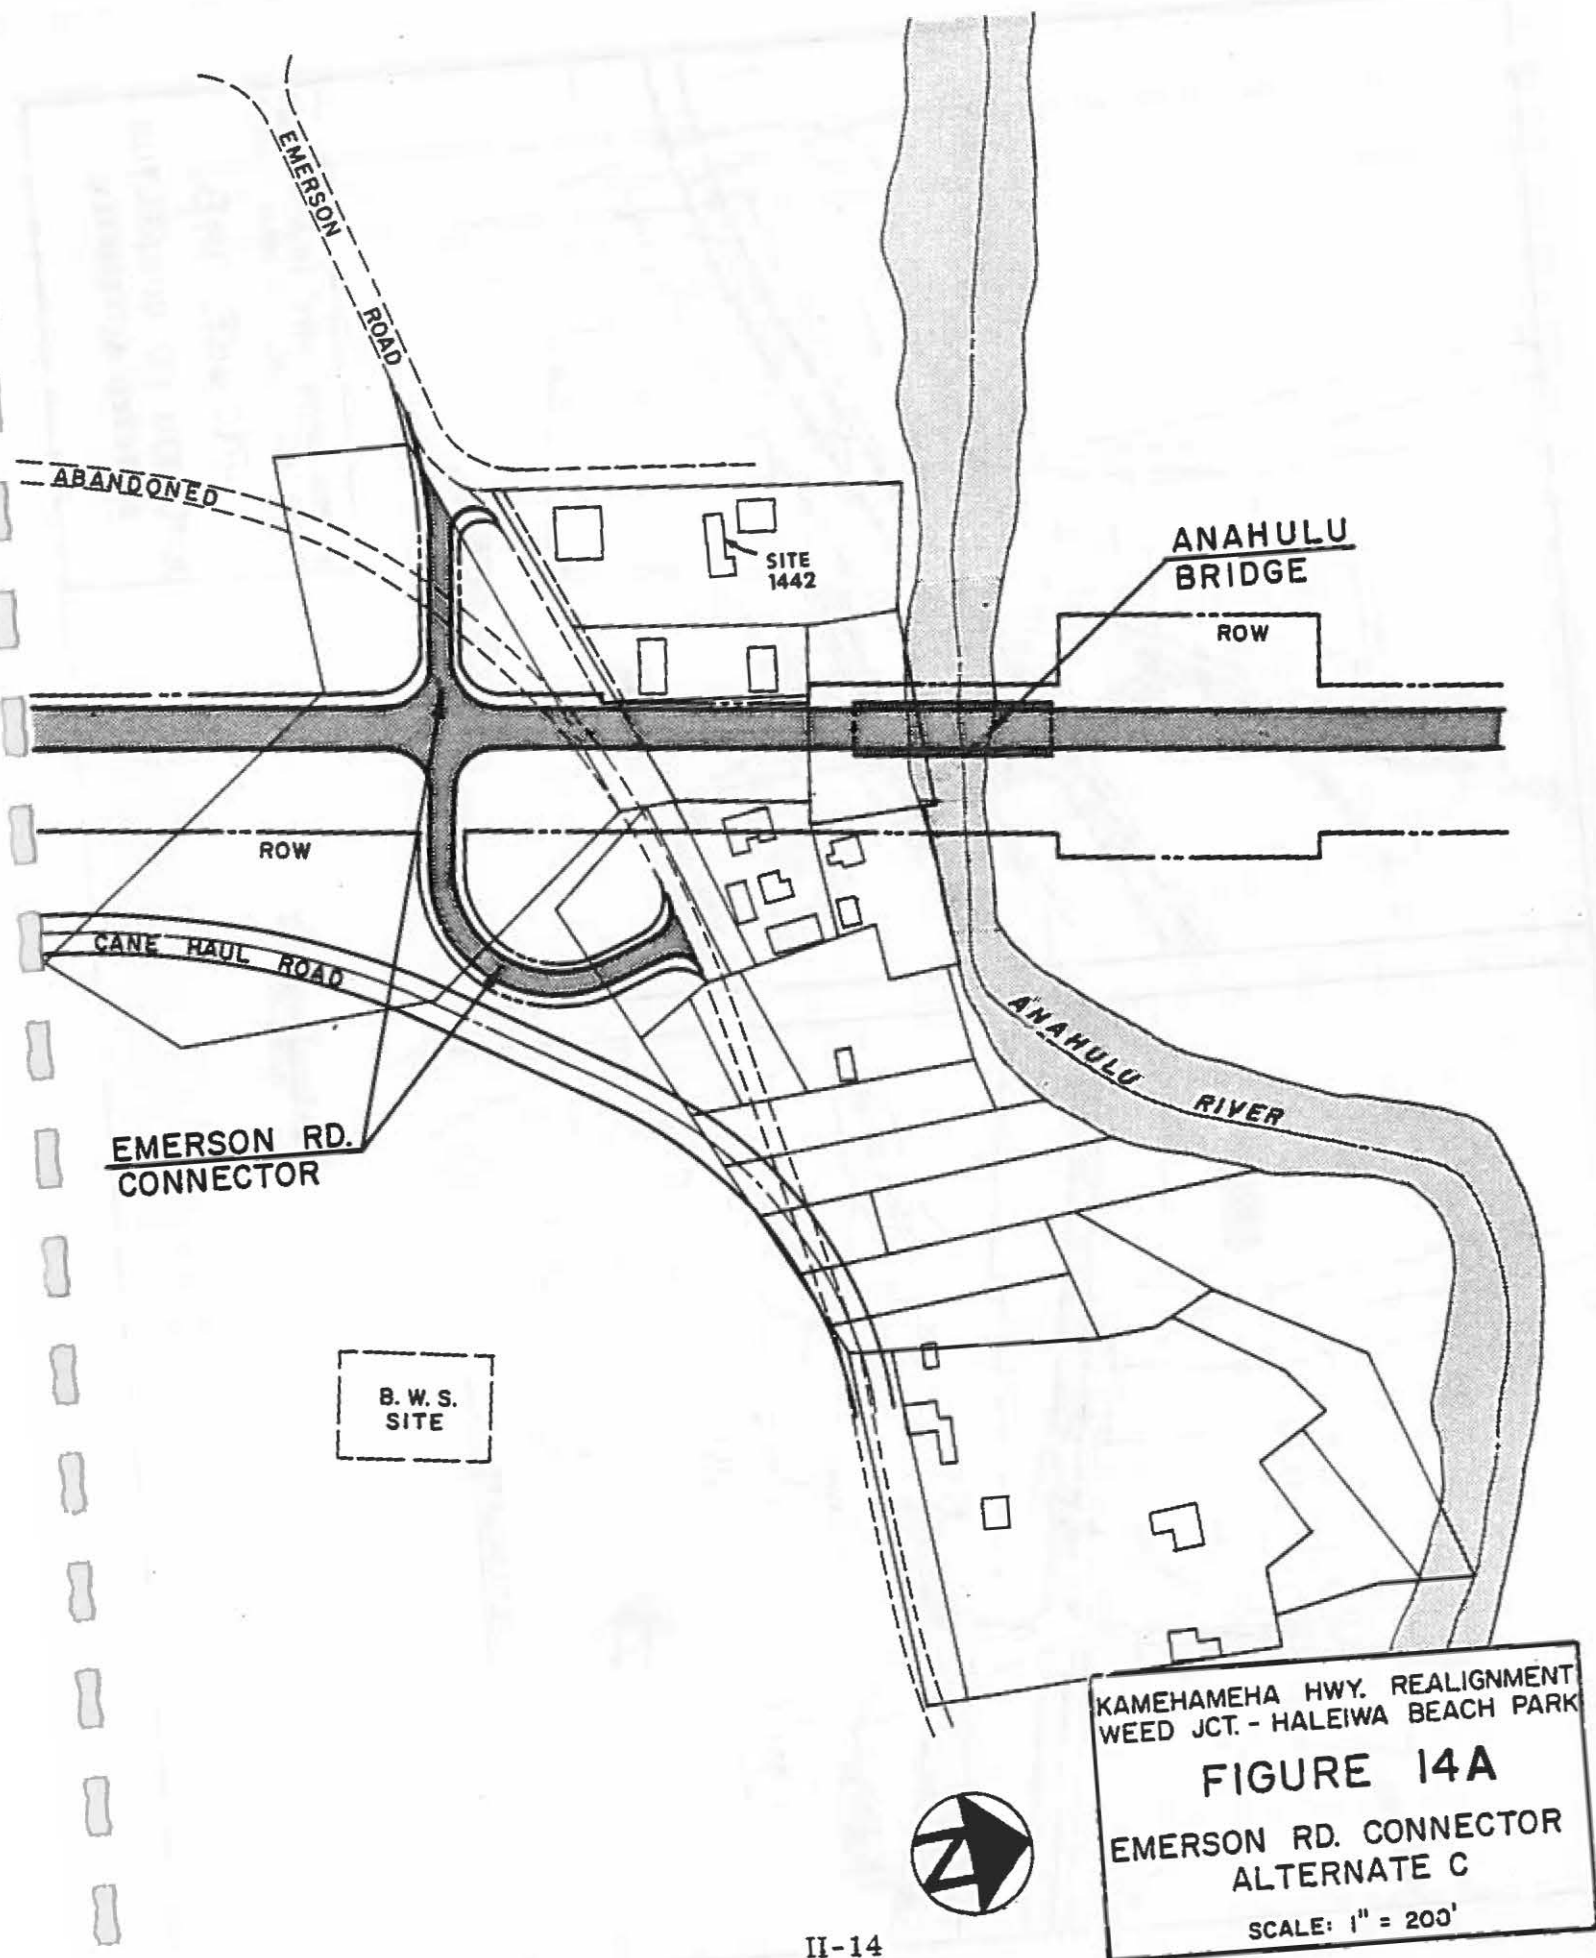 EMERSON
ROAD
ABANDONED
SITE
1442
ANAHULU
BRIDGE
ROW
ROW
CANE HAUL ROAD
ANAHULU RIVER
EMERSON RD.
CONNECTOR
B. W. S.
SITE
N
KAMEHAMEHA HWY. REALIGNMENT
WEED JCT. - HALEIWA BEACH PARK
FIGURE 14A
EMERSON RD. CONNECTOR
ALTERNATE C
SCALE: 1" = 200'
II-14